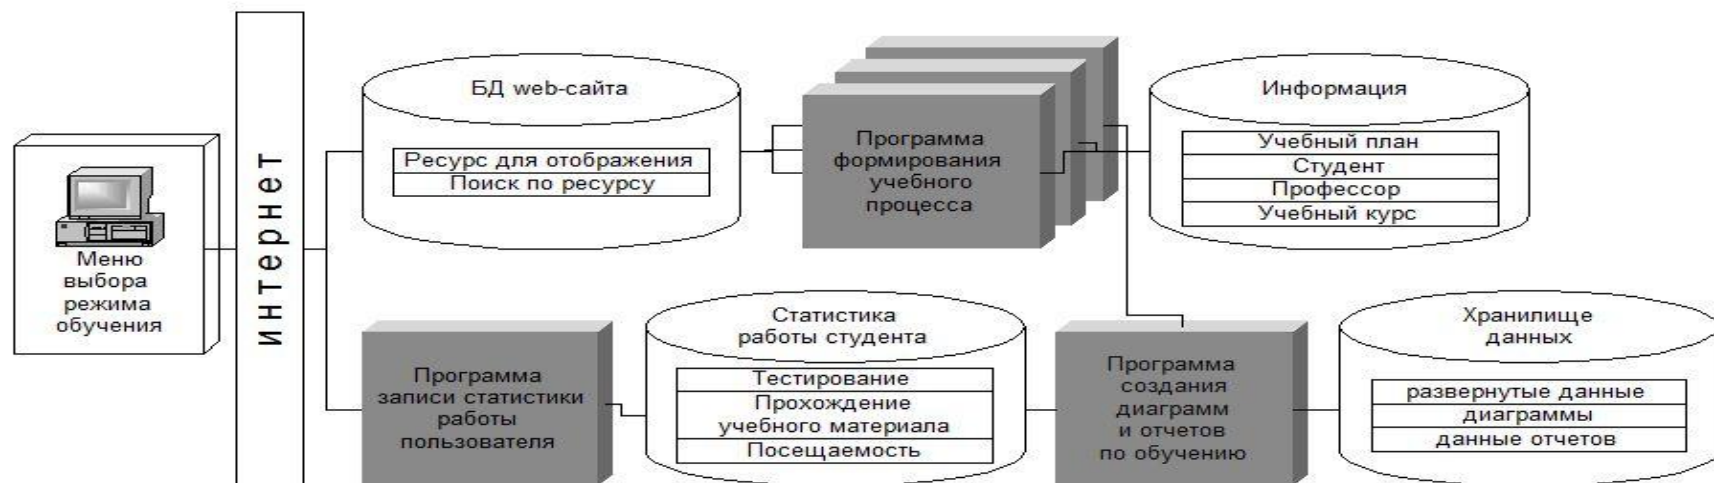 Меню
выбора
режима
обучения
интернет
БД web-сайта
Ресурс для отображения
Поиск по ресурсу
Программа
формирования
учебного
процесса
Информация
Учебный план
Студент
Профессор
Учебный курс
Программа
записи статистики
работы
пользователя
Статистика
работы студента
Тестирование
Прохождение
учебного материала
Посещаемость
Программа
создания
диаграмм
и отчетов
по обучению
Хранилище
данных
развернутые данные
диаграммы
данные отчетов